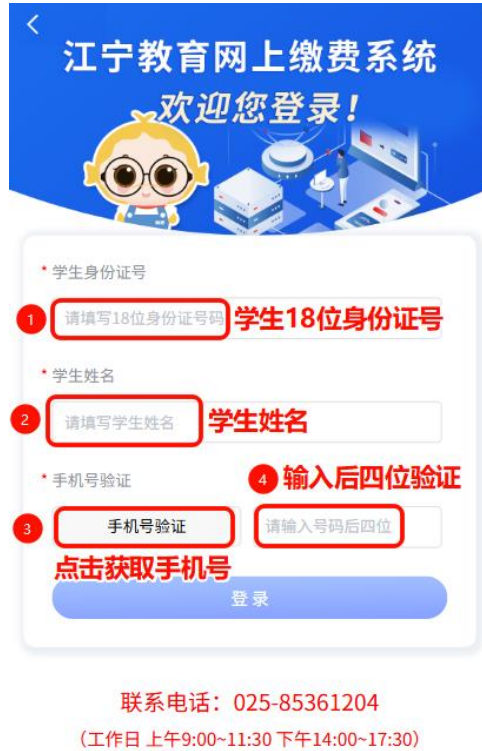 江宁教育网上缴费系统
欢迎您登录!
* 学生身份证号
1 请填写18位身份证号码 学生18位身份证号
* 学生姓名
2 请填写学生姓名 学生姓名
* 手机号验证 4 输入后四位验证
3 手机号验证 请输入号码后四位
点击获取手机号
登录
联系电话：025-85361204
（工作日 上午9:00~11:30 下午14:00~17:30）